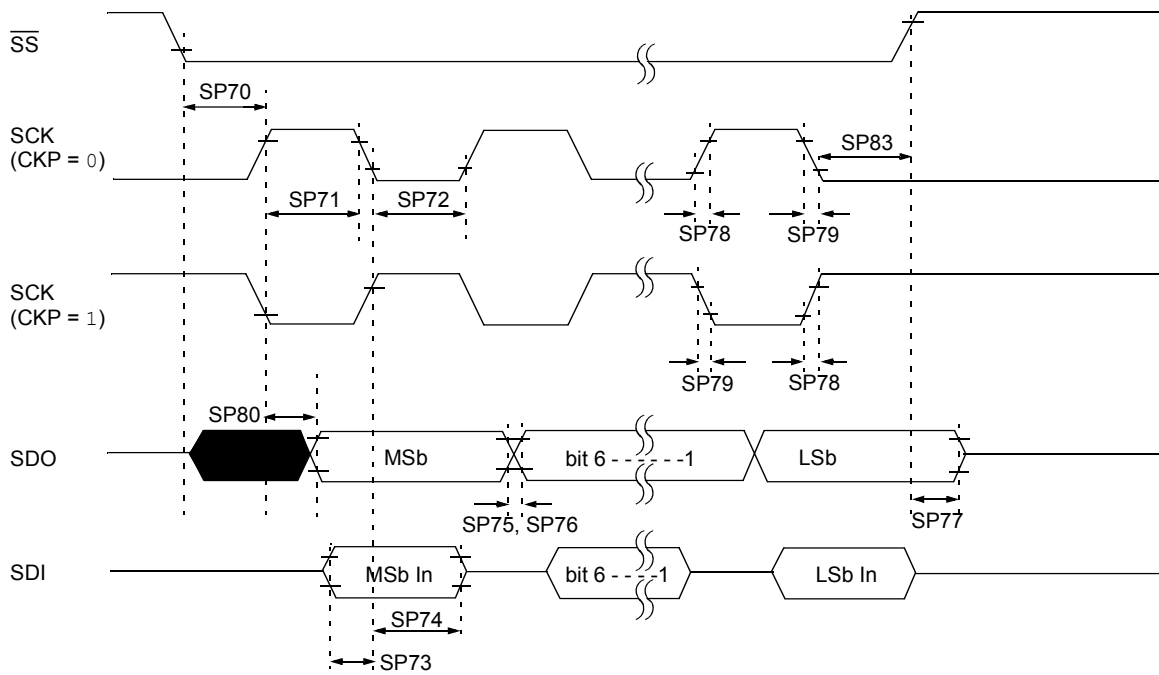 SS
SP70
SCK
(CKP = 0)
SP83
SP71
SP72
SP78
SP79
SCK
(CKP = 1)
SP79
SP78
SP80
SDO
MSb
bit 6 - - - - - -1
LSb
SP75, SP76
SP77
SDI
MSb In
bit 6 - - - - -1
LSb In
SP74
SP73